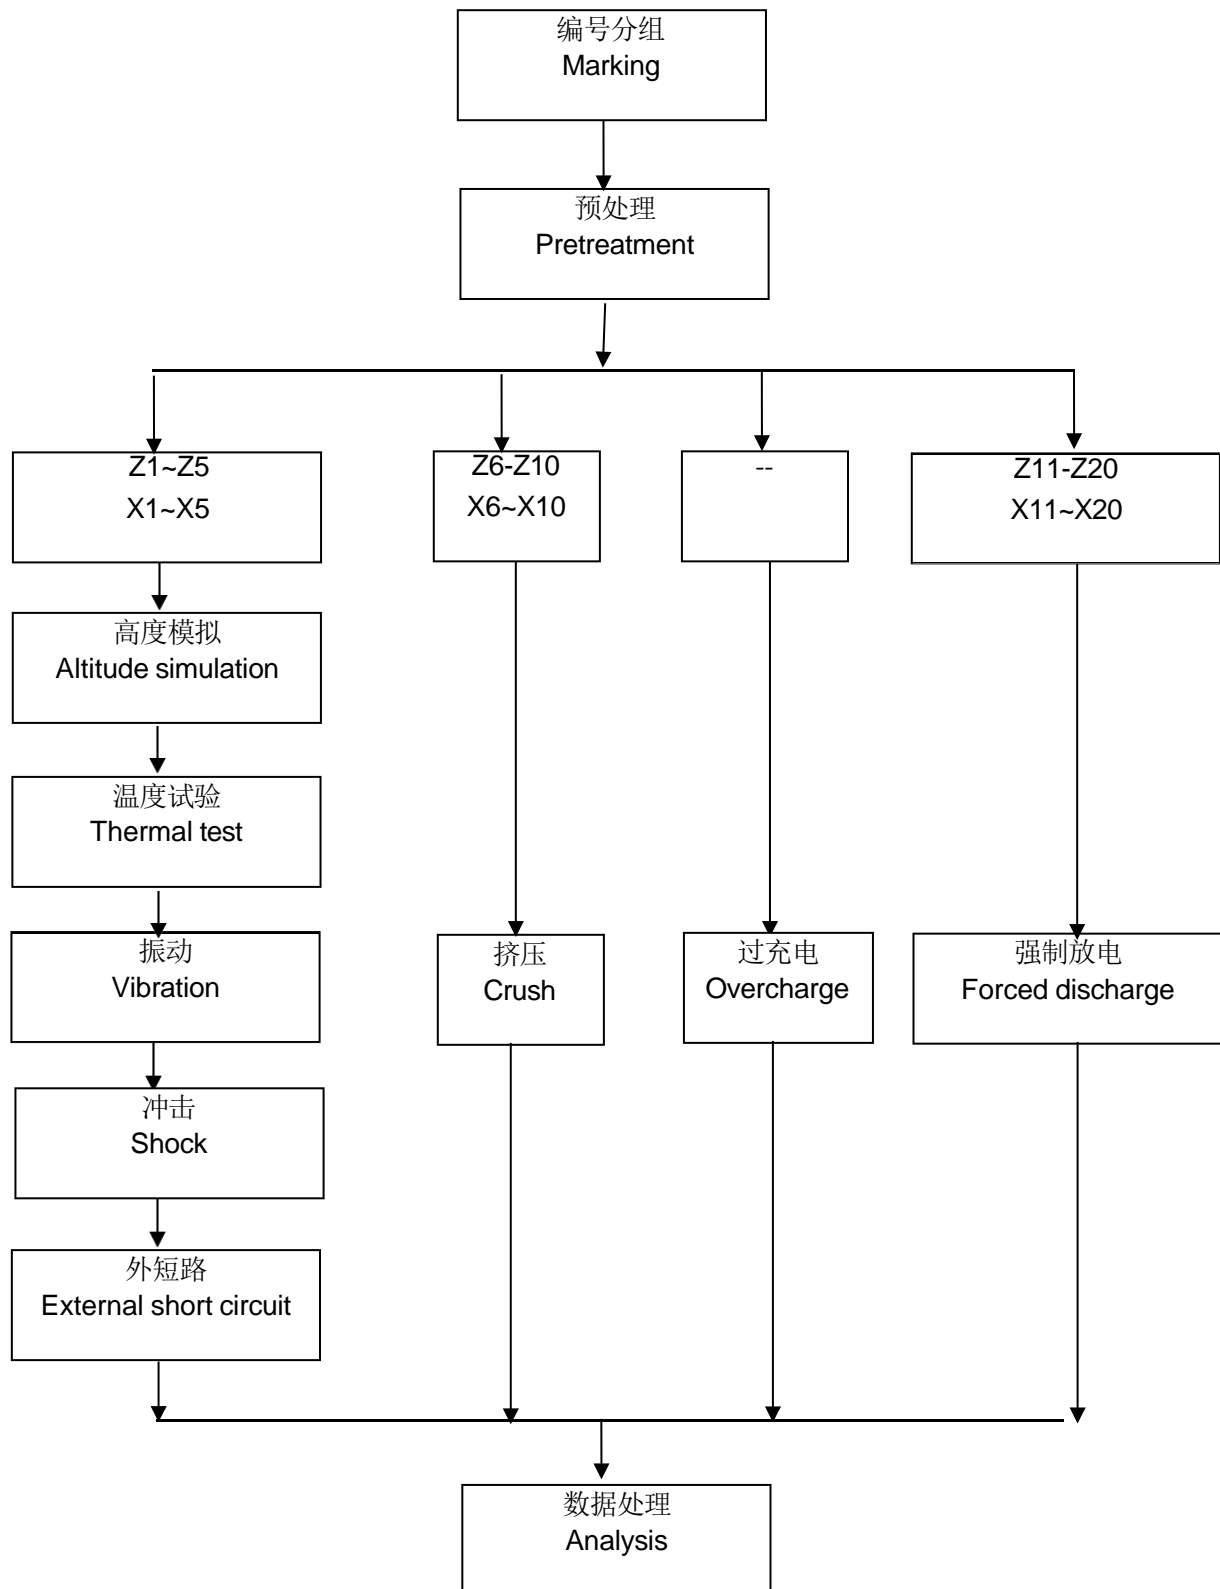 编号分组
Marking
预处理
Pretreatment
Z1~Z5
X1~X5
Z6-Z10
X6~X10
--
Z11-Z20
X11~X20
高度模拟
Altitude simulation
温度试验
Thermal test
振动
Vibration
挤压
Crush
过充电
Overcharge
强制放电
Forced discharge
冲击
Shock
外短路
External short circuit
数据处理
Analysis